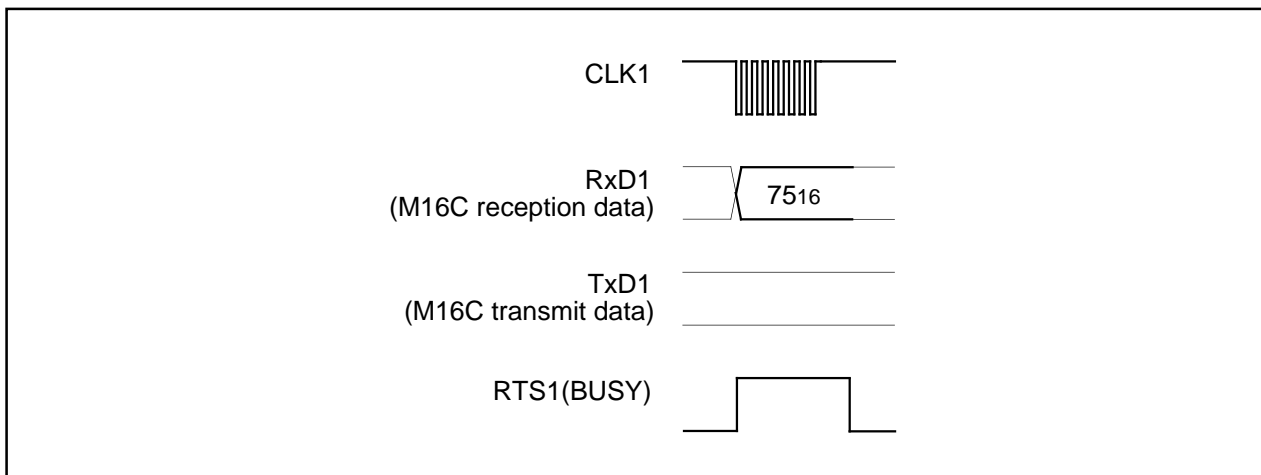 CLK1
RxD1
(M16C reception data)
7516
TxD1
(M16C transmit data)
RTS1(BUSY)